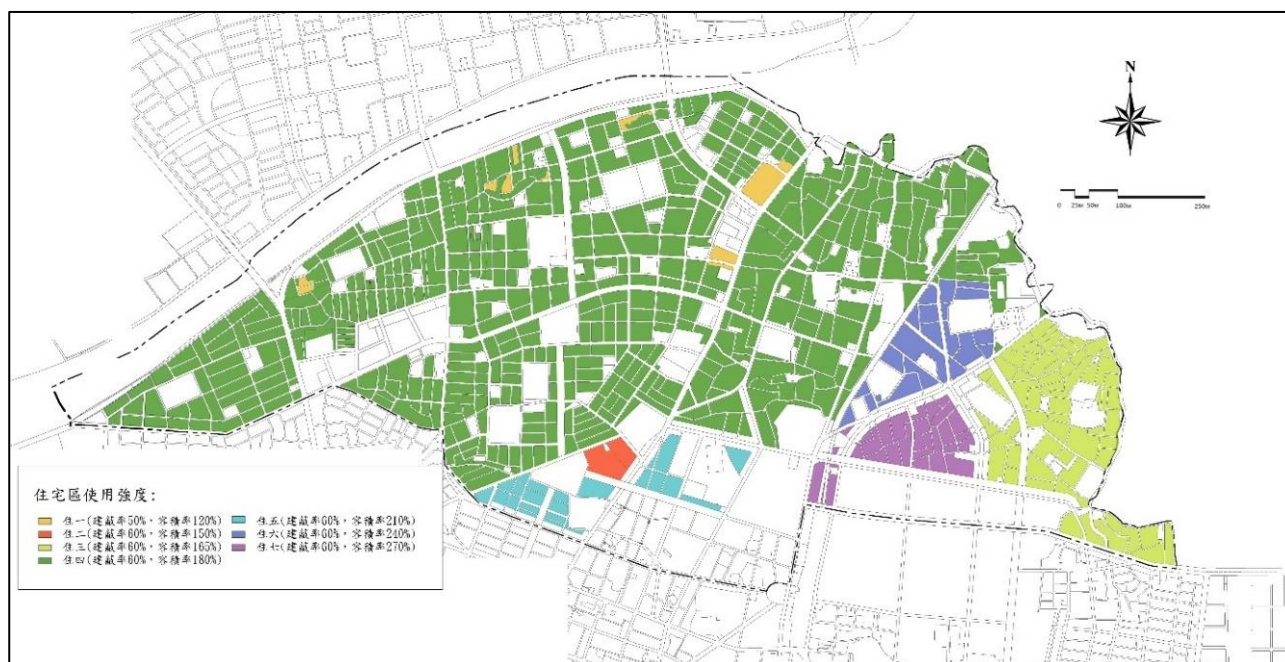 N
0 25M 50M 100M 250M
住宅區使用強度：
住一(建蔽率50%，容積率120%)
住二(建蔽率60%，容積率150%)
住三(建蔽率60%，容積率165%)
住四(建蔽率60%，容積率180%)
住五(建蔽率60%，容積率210%)
住六(建蔽率60%，容積率240%)
住七(建蔽率60%，容積率270%)